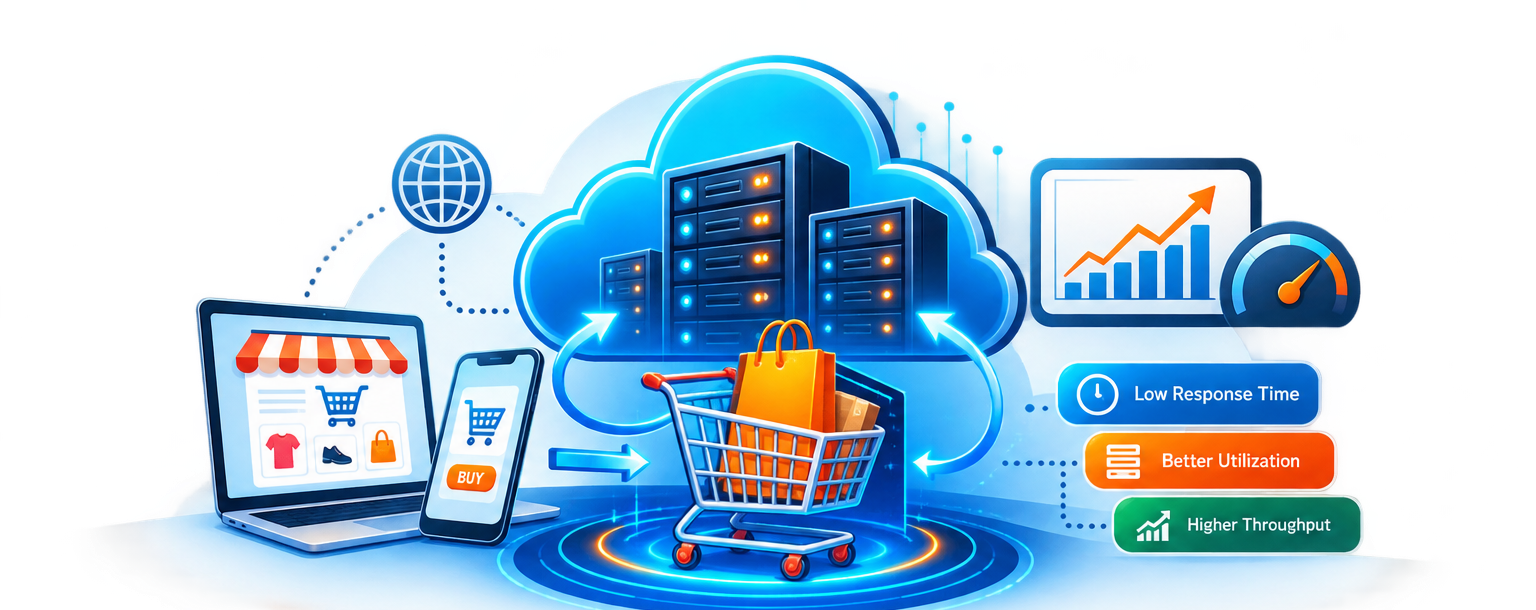 BUY
Low Response Time
Better Utilization
Higher Throughput